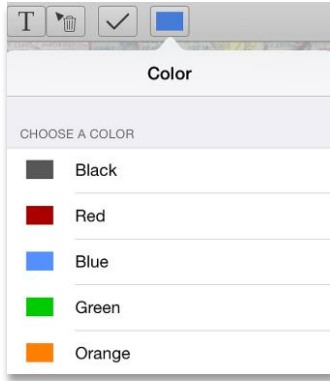 T
Color
CHOOSE A COLOR
Black
Red
Blue
Green
Orange